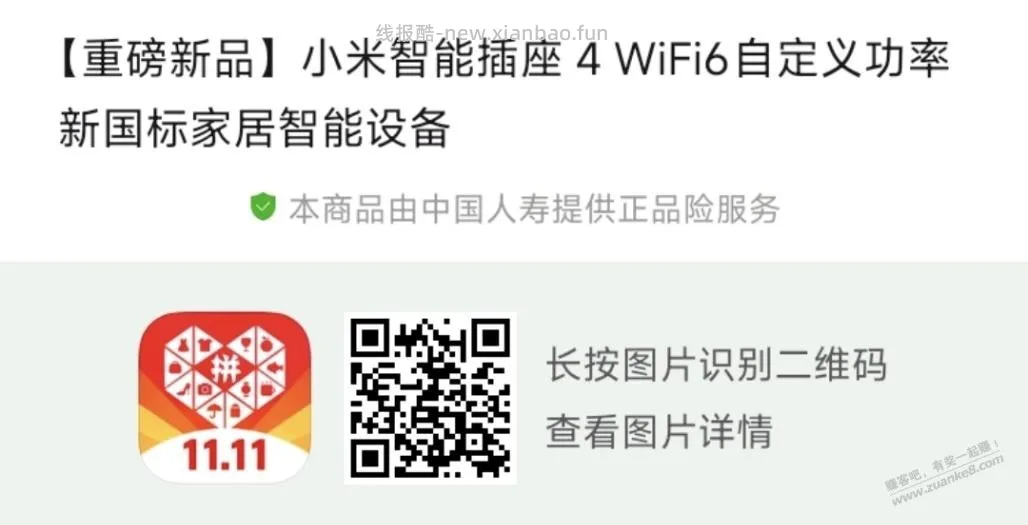 线报酷-new.xianbao.fun
【重磅新品】小米智能插座 4 WiFi6自定义功率
新国标家居智能设备
本商品由中国人寿提供正品险服务
拼
11.11
长按图片识别二维码
查看图片详情
赚客吧,有奖一起赚!
www.zuanke8.com